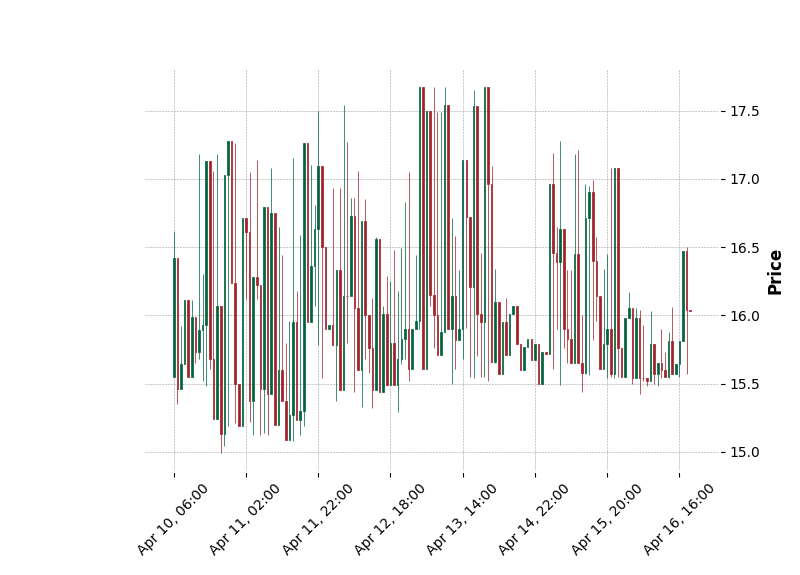 17.5
17.0
16.5
16.0
15.5
15.0
Price
Apr 10, 06:00
Apr 11, 02:00
Apr 11, 22:00
Apr 12, 18:00
Apr 13, 14:00
Apr 14, 22:00
Apr 15, 20:00
Apr 16, 16:00